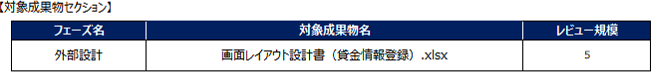 【対象成果物セクション】
フェーズ名 対象成果物名 レビュー規模
外部設計 画面レイアウト設計書（貸金情報登録）.xlsx 5